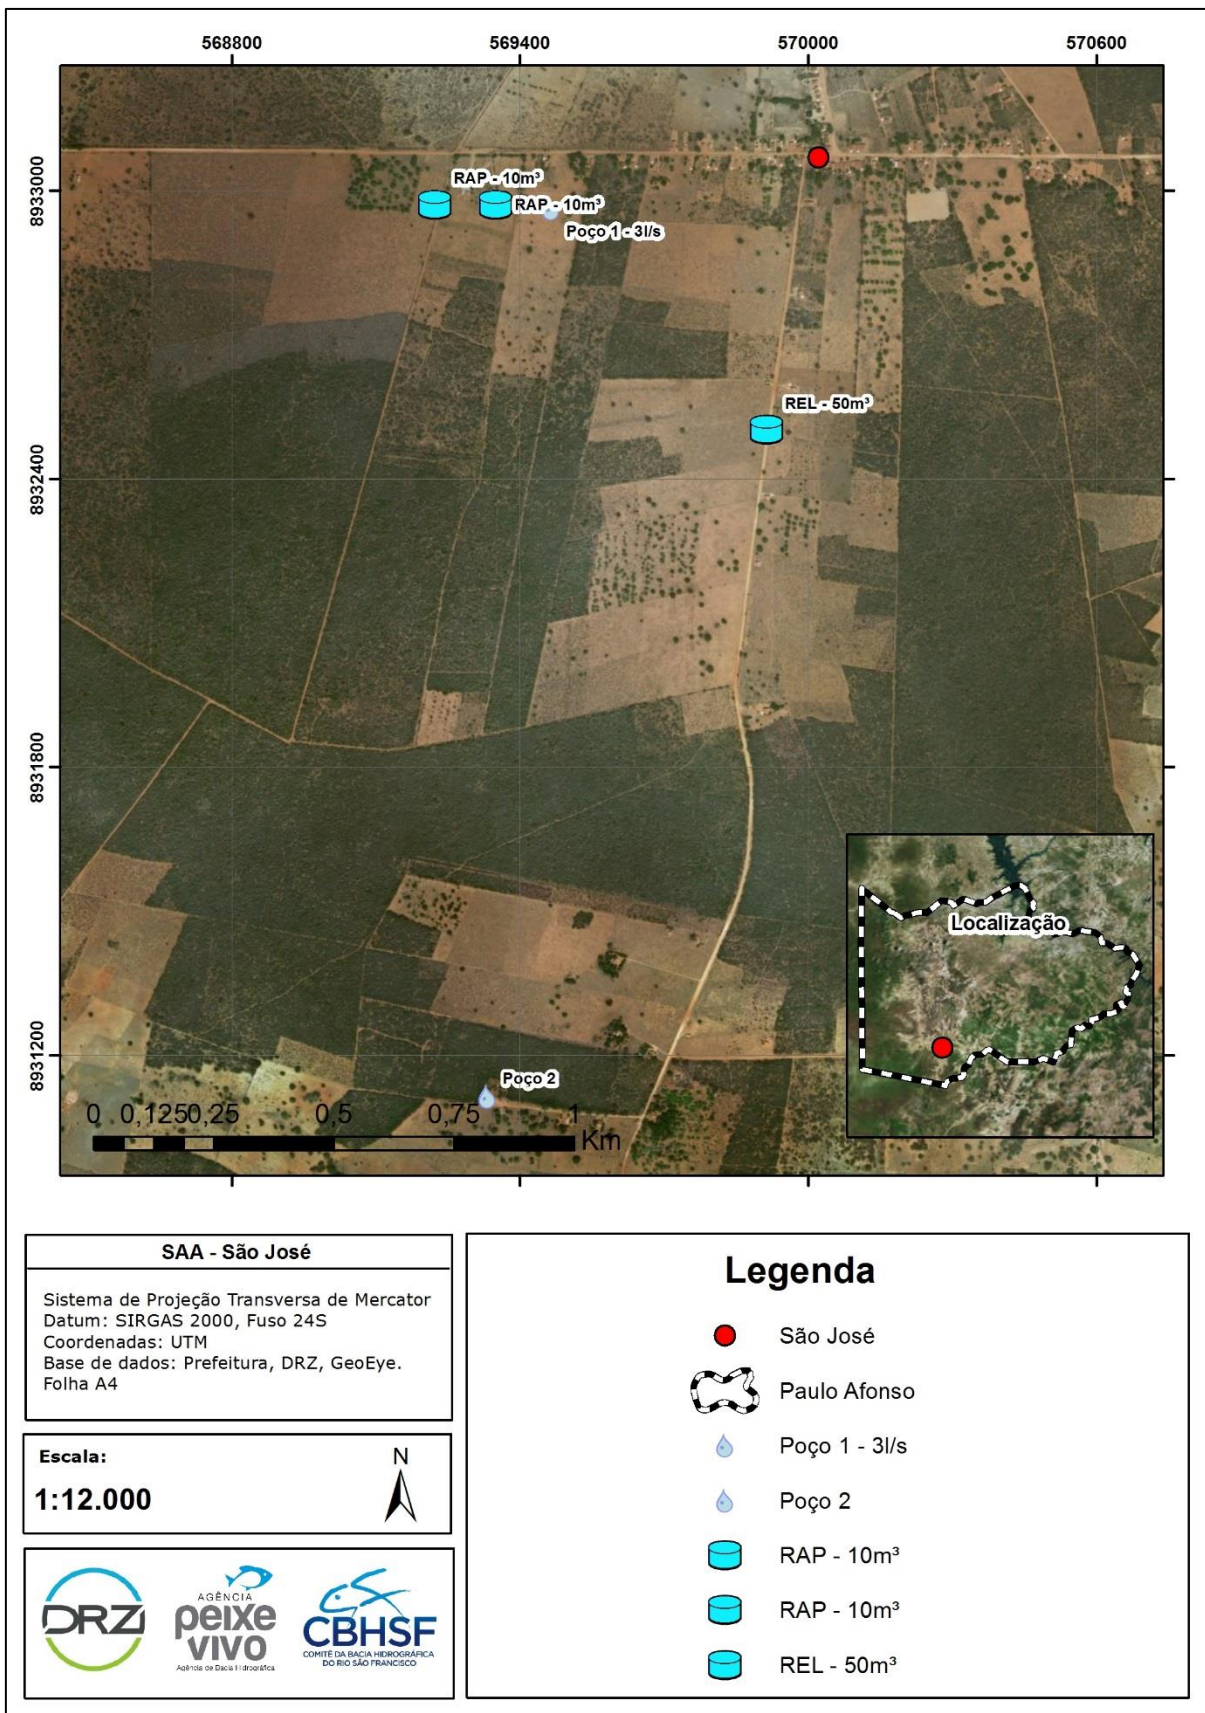 568800
569400
570000
570600
8933000
8932400
8931800
8931200
RAP - 10m³
RAP - 10m³
Poço 1 - 3l/s
REL - 50m³
Poço 2
0 0,125 0,25 0,5 0,75 1
Km
Localização
SAA - São José
Sistema de Projeção Transversa de Mercator
Datum: SIRGAS 2000, Fuso 24S
Coordenadas: UTM
Base de dados: Prefeitura, DRZ, GeoEye.
Folha A4
Escala:
1:12.000
N
DRZ
AGÊNCIA
peixe
vivo
Agência de Bacia Hidrográfica
CBHSF
COMITÊ DA BACIA HIDROGRÁFICA
DO RIO SÃO FRANCISCO
Legenda
São José
Paulo Afonso
Poço 1 - 3l/s
Poço 2
RAP - 10m³
RAP - 10m³
REL - 50m³